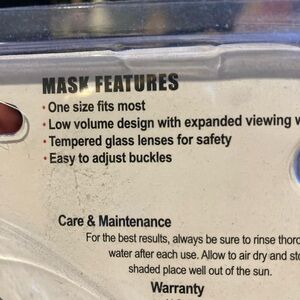 MASK FEATURES
• One size fits most
• Low volume design with expanded viewing
• Tempered glass lenses for safety
• Easy to adjust buckles
Care & Maintenance
For the best results, always be sure to rinse
water after each use. Allow to air dry and
shaded place well out of the sun.
Warranty